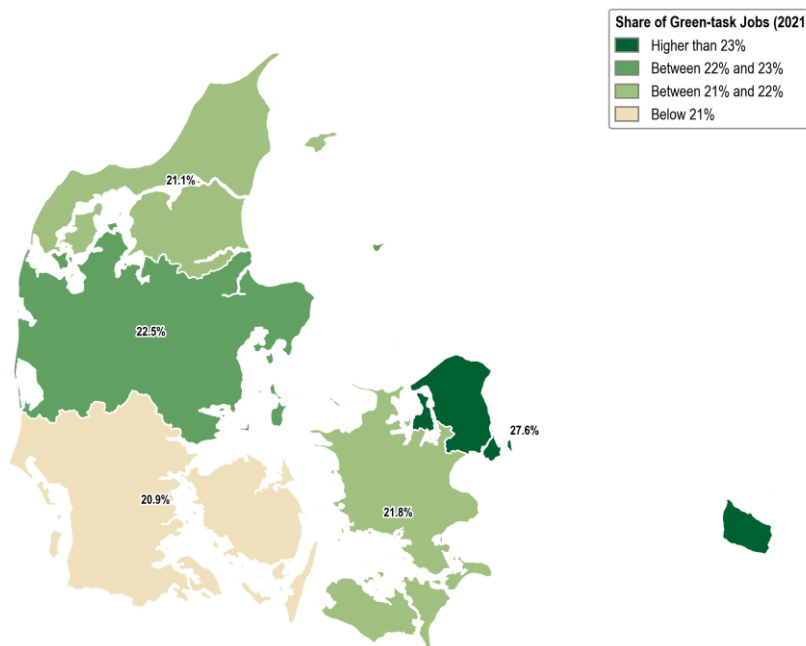 Share of Green-task Jobs (2021
Higher than 23%
Between 22% and 23%
Between 21% and 22%
Below 21%
21.1%
22.5%
27.6%
20.9%
21.8%